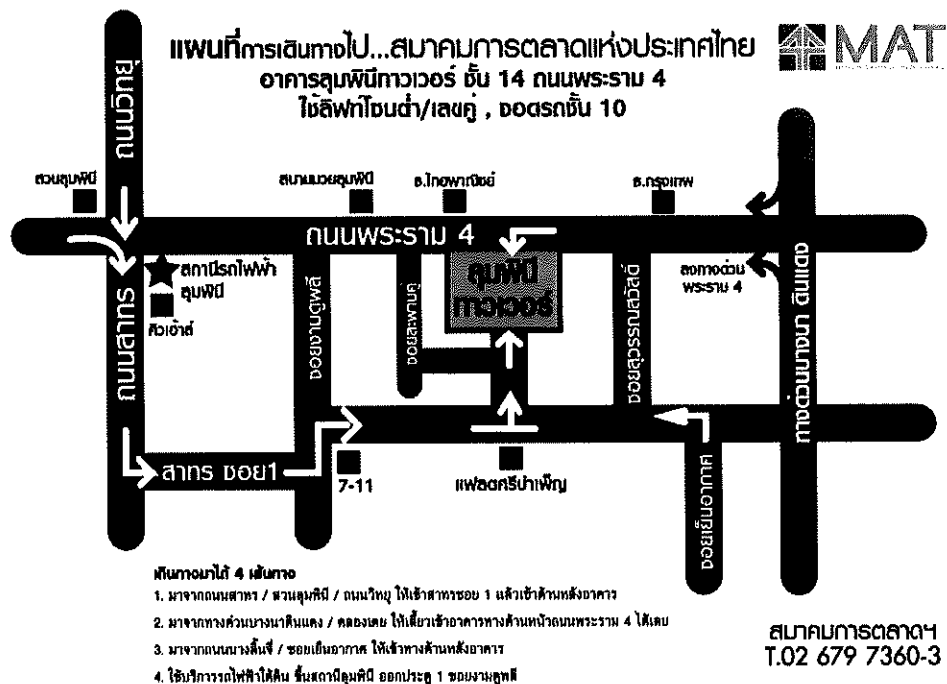 แผนที่การเดินทางไป...สมาคมการตลาดแห่งประเทศไทย
อาคารลุมพินีทาวเวอร์ ชั้น 14 ถนนพระราม 4
ใช้ลิฟท์โซนต่ำ/เลขคู่ , จอดรถชั้น 10
MAT
ถนนวิทยุ
สวนลุมพินี
สนามมวยลุมพินี
ธ.ไทยพาณิชย์
ธ.กรุงเทพ
ถนนพระราม 4
สถานีรถไฟฟ้า
ลุมพินี
คิวเฮ้าส์
ลุมพินี
ทาวเวอร์
ลงทางด่วน
พระราม 4
ถนนสาทร
ซอยงามดูพลี
ซอยสะพานคู่
ซอยสุวรรณสวัสดิ์
ทางด่วนบางนา ดินแดง
สาทร ซอย1
7-11
แฟลตศรีบำเพ็ญ
ซอยเย็นอากาศ
เดินทางมาได้ 4 เส้นทาง
1. มาจากถนนสาทร / สวนลุมพินี / ถนนวิทยุ ให้เข้าสาทรซอย 1 แล้วเข้าด้านหลังอาคาร
2. มาจากทางด่วนบางนาดินแดง / คลองเตย ให้เลี้ยวเข้าอาคารทางด้านหน้าถนนพระราม 4 ได้เลย
3. มาจากถนนนางลิ้นจี่ / ซอยเย็นอากาศ ให้เข้าทางด้านหลังอาคาร
4. ใช้บริการรถไฟฟ้าใต้ดิน ขึ้นสถานีลุมพินี ออกประตู 1 ซอยงามดูพลี
สมาคมการตลาดฯ
T.02 679 7360-3